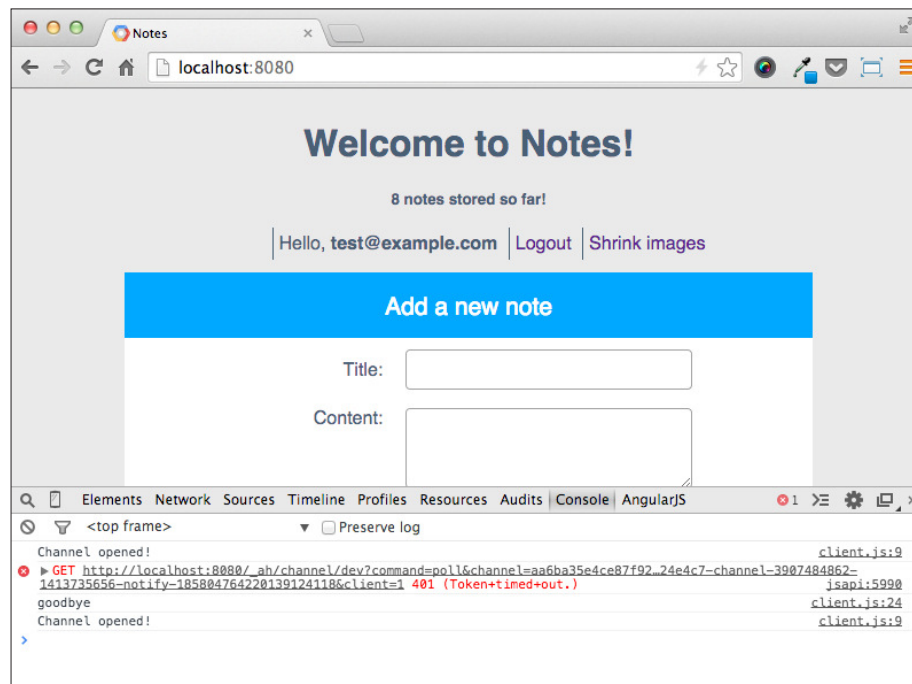 Notes
localhost:8080
Welcome to Notes!
8 notes stored so far!
Hello, test@example.com Logout Shrink images
Add a new note
Title:
Content:
Elements Network Sources Timeline Profiles Resources Audits Console AngularJS 1
<top frame> Preserve log
Channel opened! client.js:9
GET http://localhost:8080/_ah/channel/dev?command=poll&channel=aa6ba35e4ce87f92…24e4c7-channel-3907484862-
1413735656-notify-185804764220139124118&client=1 401 (Token+timed+out.) jsapi:5990
goodbye client.js:24
Channel opened! client.js:9